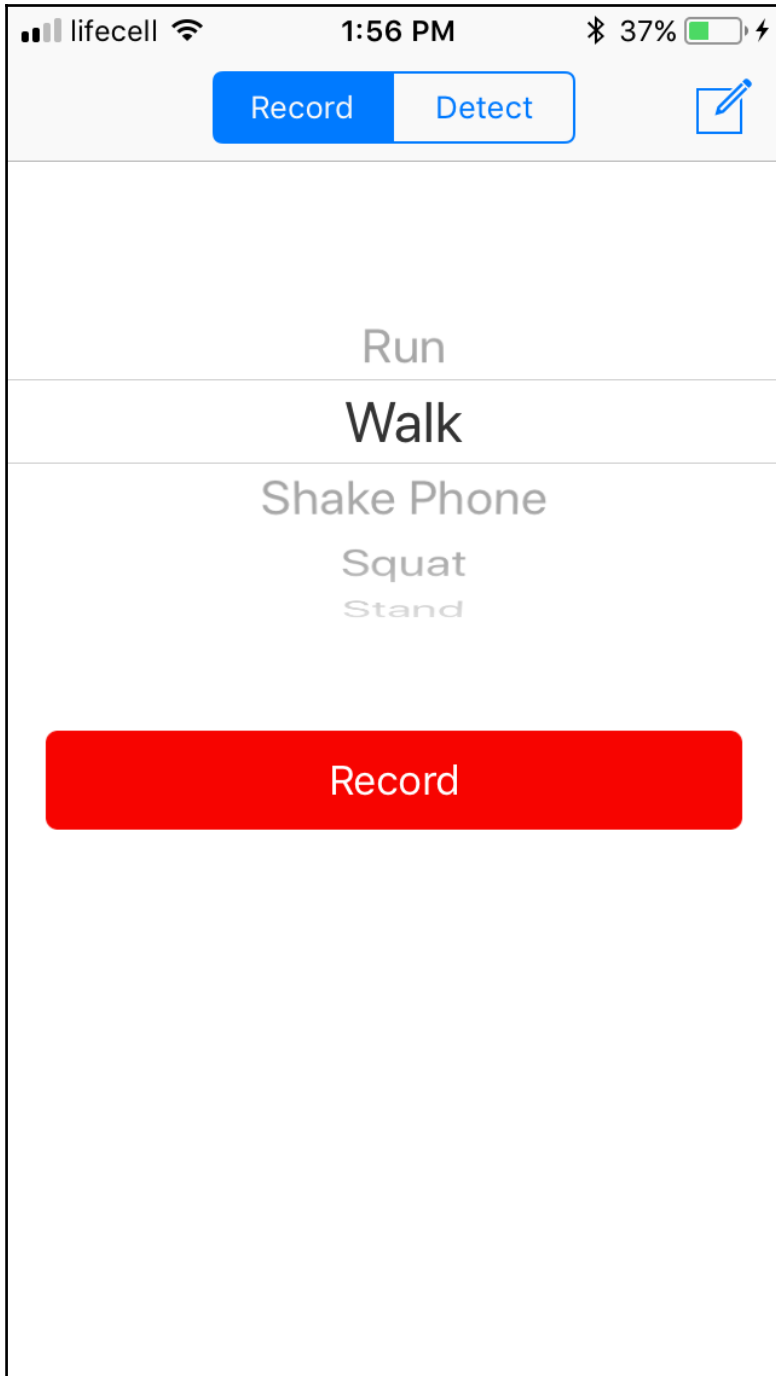 lifecell 1:56 PM 37%
Record Detect
Run
Walk
Shake Phone
Squat
Stand
Record